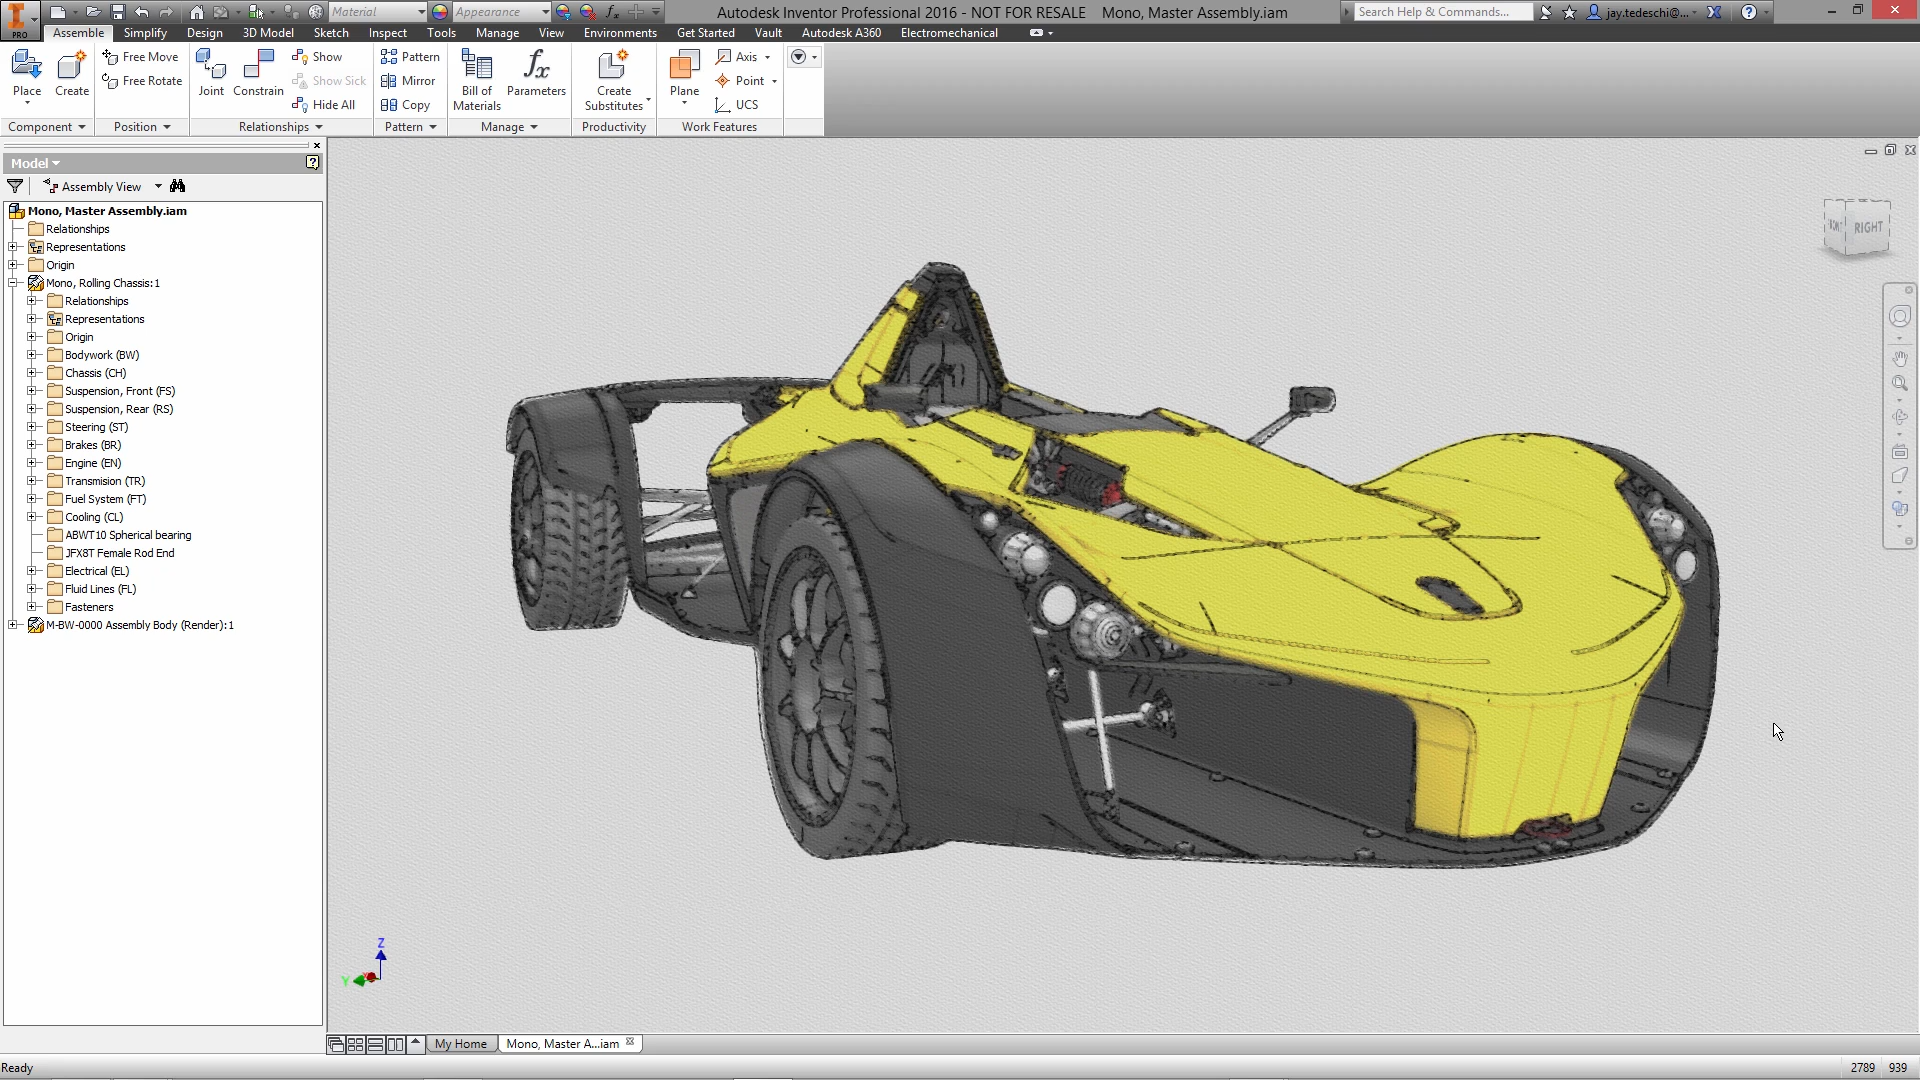 Material
Appearance
Autodesk Inventor Professional 2016 - NOT FOR RESALE Mono, Master Assembly.iam
Search Help & Commands...
jay.tedeschi@...
PRO
Assemble Simplify Design 3D Model Sketch Inspect Tools Manage View Environments Get Started Vault Autodesk A360 Electromechanical
Place
Create
Free Move
Free Rotate
Joint
Constrain
Show
Show Sick
Hide All
Pattern
Mirror
Copy
Bill of
Materials
Parameters
Create
Substitutes
Plane
Axis
Point
UCS
Component Position Relationships Pattern Manage Productivity Work Features
Model
Assembly View
Mono, Master Assembly.iam
Relationships
Representations
Origin
Mono, Rolling Chassis:1
Relationships
Representations
Origin
Bodywork (BW)
Chassis (CH)
Suspension, Front (FS)
Suspension, Rear (RS)
Steering (ST)
Brakes (BR)
Engine (EN)
Transmision (TR)
Fuel System (FT)
Cooling (CL)
ABWT10 Spherical bearing
JFX8T Female Rod End
Electrical (EL)
Fluid Lines (FL)
Fasteners
M-BW-0000 Assembly Body (Render):1
RIGHT
Z
Y
My Home
Mono, Master A...iam
Ready
2789 939